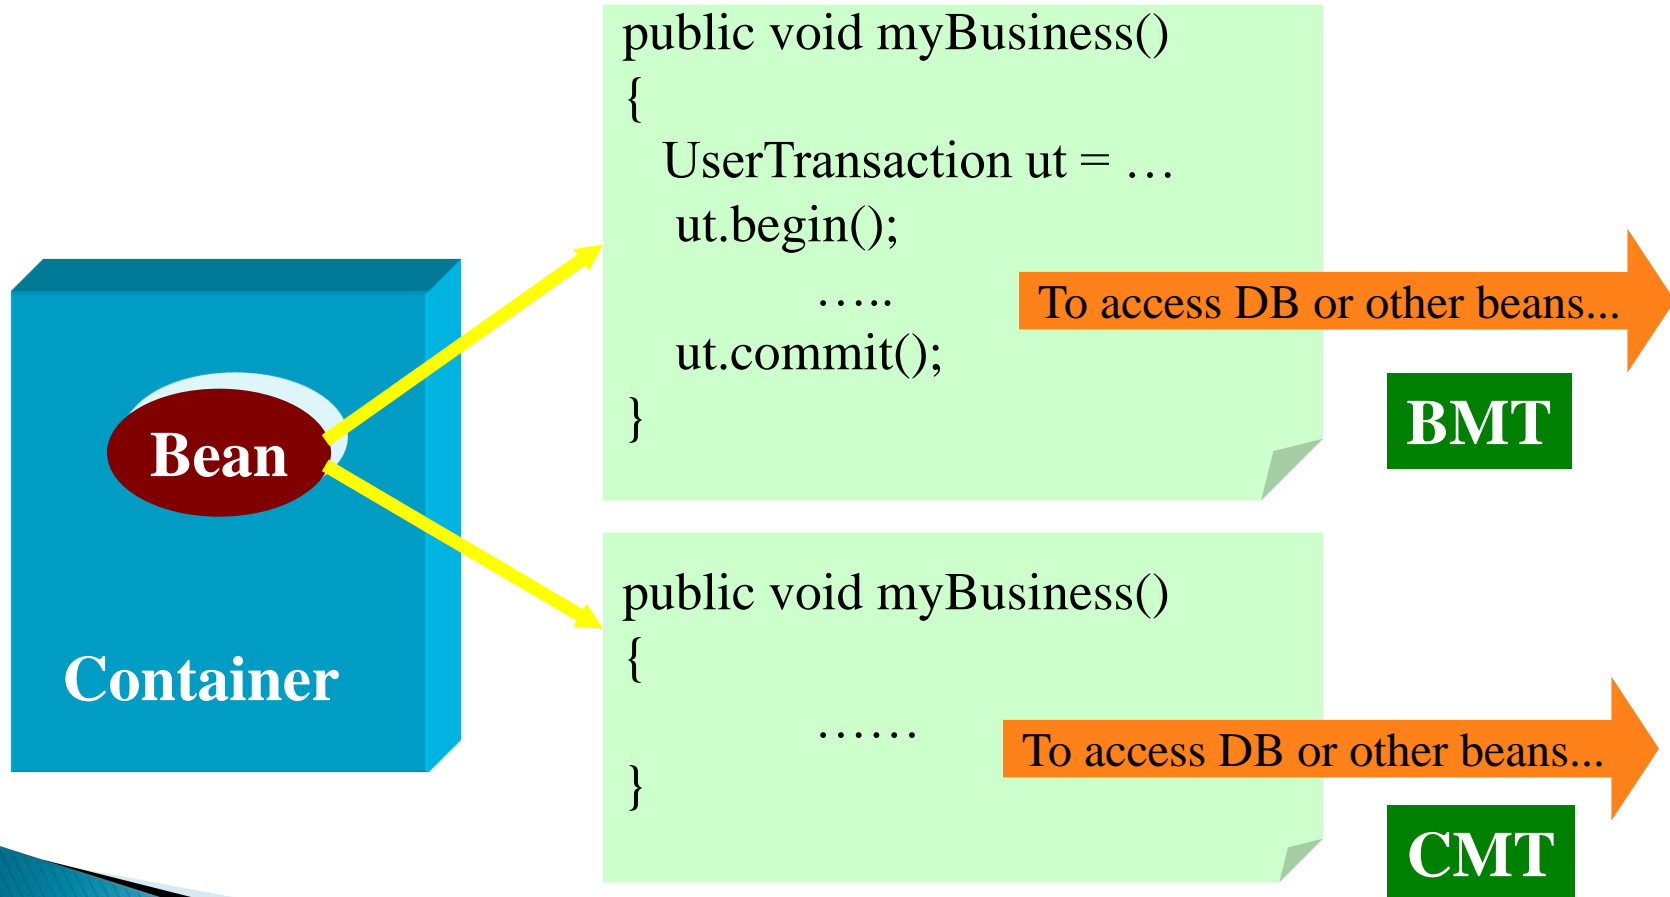 public void myBusiness()
{
UserTransaction ut = …
ut.begin();
…..
To access DB or other beans...
ut.commit();
}
BMT
Bean
Container
public void myBusiness()
{
……
To access DB or other beans...
}
CMT